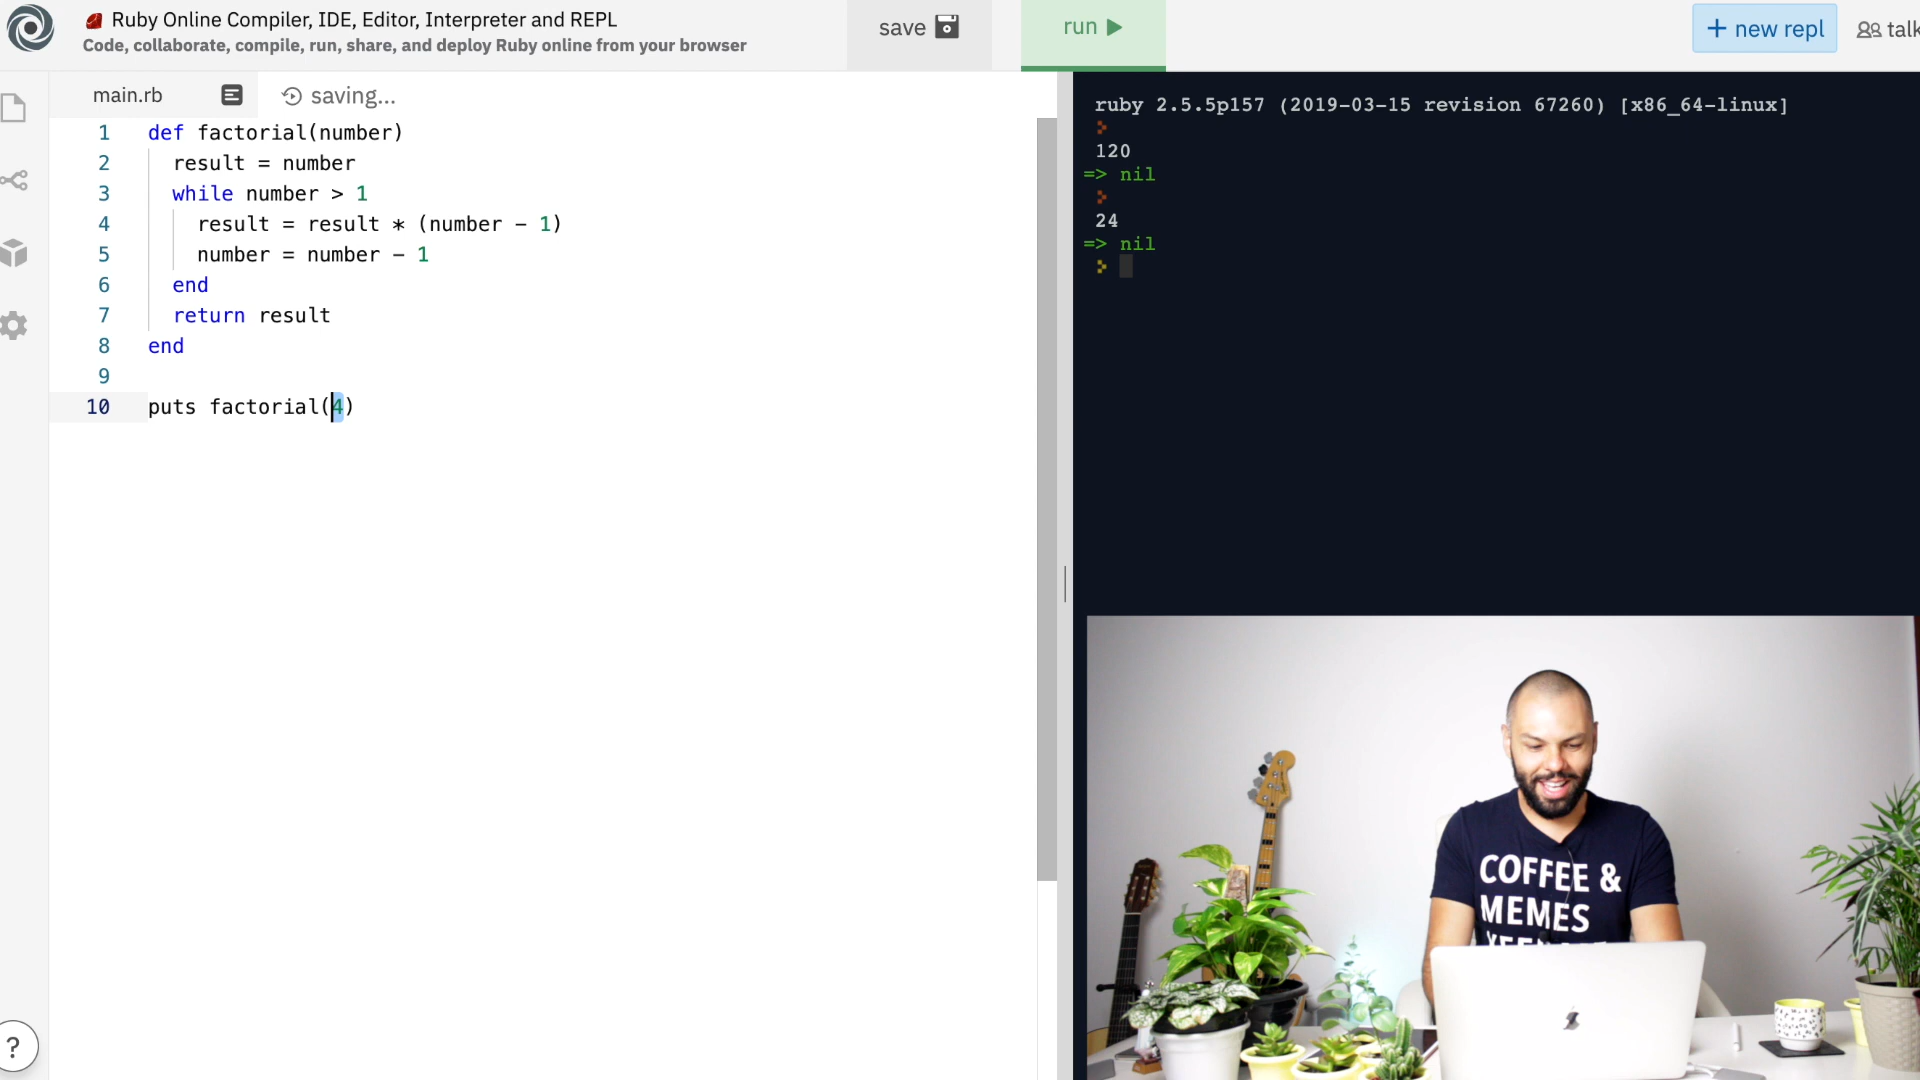 Ruby Online Compiler, IDE, Editor, Interpreter and REPL
Code, collaborate, compile, run, share, and deploy Ruby online from your browser
save
run
+ new repl
talk
main.rb
saving...
1 def factorial(number)
2 result = number
3 while number > 1
4 result = result * (number - 1)
5 number = number - 1
6 end
7 return result
8 end
9
10 puts factorial(4)
ruby 2.5.5p157 (2019-03-15 revision 67260) [x86_64-linux]
120
=> nil
24
=> nil
COFFEE &
MEMES
?